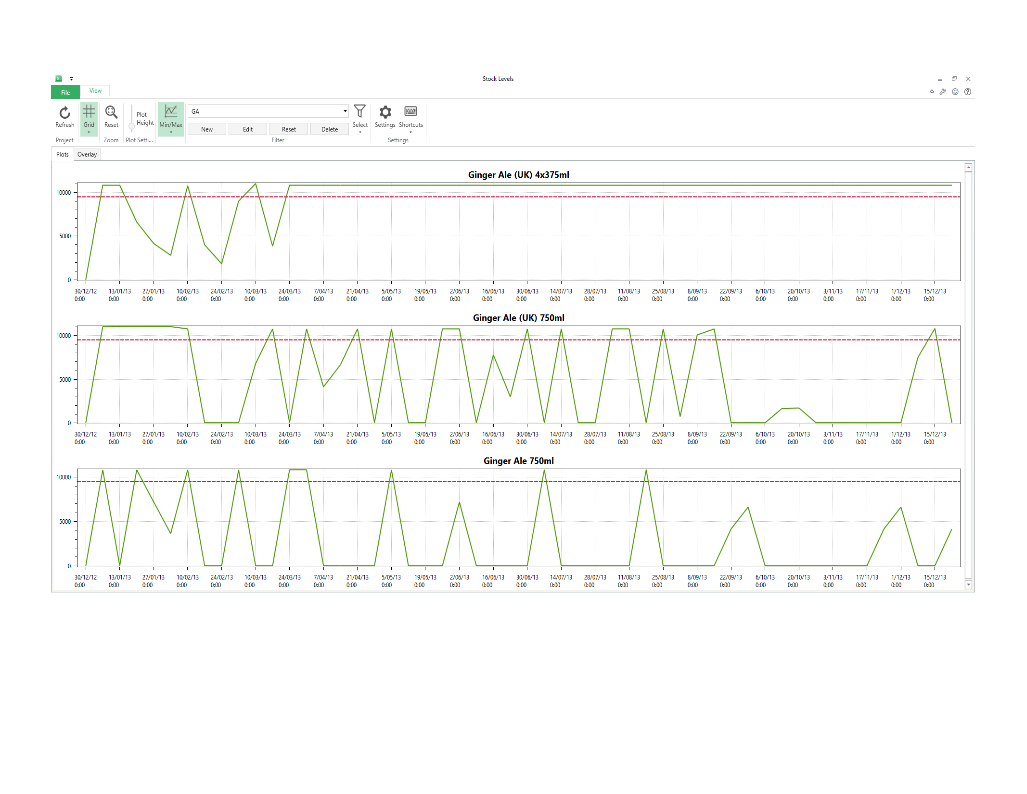 Stock Levels
File View
Refresh Grid Reset Plot Height Min/Max GA Select Settings Shortcuts
New Edit Reset Delete
Project Zoom Plot Setti... Filter Settings
Plots Overlay
Ginger Ale (UK) 4x375ml
10000
5000
0
30/12/12 13/01/13 27/01/13 10/02/13 24/02/13 10/03/13 24/03/13 7/04/13 21/04/13 5/05/13 19/05/13 2/06/13 16/06/13 30/06/13 14/07/13 28/07/13 11/08/13 25/08/13 8/09/13 22/09/13 6/10/13 20/10/13 3/11/13 17/11/13 1/12/13 15/12/13
0:00 0:00 0:00 0:00 0:00 0:00 0:00 0:00 0:00 0:00 0:00 0:00 0:00 0:00 0:00 0:00 0:00 0:00 0:00 0:00 0:00 0:00 0:00 0:00 0:00 0:00
Ginger Ale (UK) 750ml
10000
5000
0
30/12/12 13/01/13 27/01/13 10/02/13 24/02/13 10/03/13 24/03/13 7/04/13 21/04/13 5/05/13 19/05/13 2/06/13 16/06/13 30/06/13 14/07/13 28/07/13 11/08/13 25/08/13 8/09/13 22/09/13 6/10/13 20/10/13 3/11/13 17/11/13 1/12/13 15/12/13
0:00 0:00 0:00 0:00 0:00 0:00 0:00 0:00 0:00 0:00 0:00 0:00 0:00 0:00 0:00 0:00 0:00 0:00 0:00 0:00 0:00 0:00 0:00 0:00 0:00 0:00
Ginger Ale 750ml
10000
5000
0
30/12/12 13/01/13 27/01/13 10/02/13 24/02/13 10/03/13 24/03/13 7/04/13 21/04/13 5/05/13 19/05/13 2/06/13 16/06/13 30/06/13 14/07/13 28/07/13 11/08/13 25/08/13 8/09/13 22/09/13 6/10/13 20/10/13 3/11/13 17/11/13 1/12/13 15/12/13
0:00 0:00 0:00 0:00 0:00 0:00 0:00 0:00 0:00 0:00 0:00 0:00 0:00 0:00 0:00 0:00 0:00 0:00 0:00 0:00 0:00 0:00 0:00 0:00 0:00 0:00